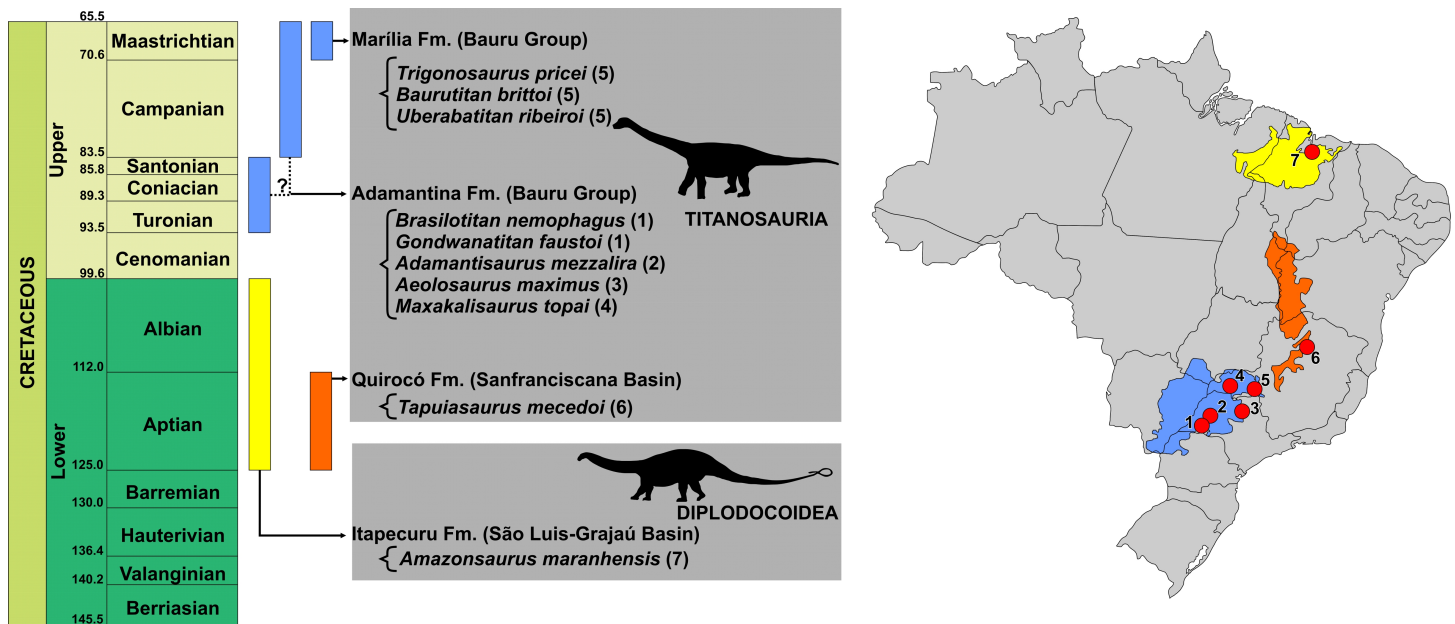 CRETACEOUS
Upper
Lower
65.5
Maastrichtian
70.6
Campanian
83.5
Santonian
85.8
Coniacian
89.3
Turonian
93.5
Cenomanian
99.6
Albian
112.0
Aptian
125.0
Barremian
130.0
Hauterivian
136.4
Valanginian
140.2
Berriasian
145.5
?
Marília Fm. (Bauru Group)
Trigonosaurus pricei (5)
Baurutitan brittoi (5)
Uberabatitan ribeiroi (5)
TITANOSAURIA
Adamantina Fm. (Bauru Group)
Brasilotitan nemophagus (1)
Gondwanatitan faustoi (1)
Adamantisaurus mezzalira (2)
Aeolosaurus maximus (3)
Maxakalisaurus topai (4)
Quirocó Fm. (Sanfranciscana Basin)
Tapuiasaurus mecedoi (6)
DIPLODOCOIDEA
Itapecuru Fm. (São Luis-Grajaú Basin)
Amazonsaurus maranhensis (7)
7
6
4
5
2
3
1